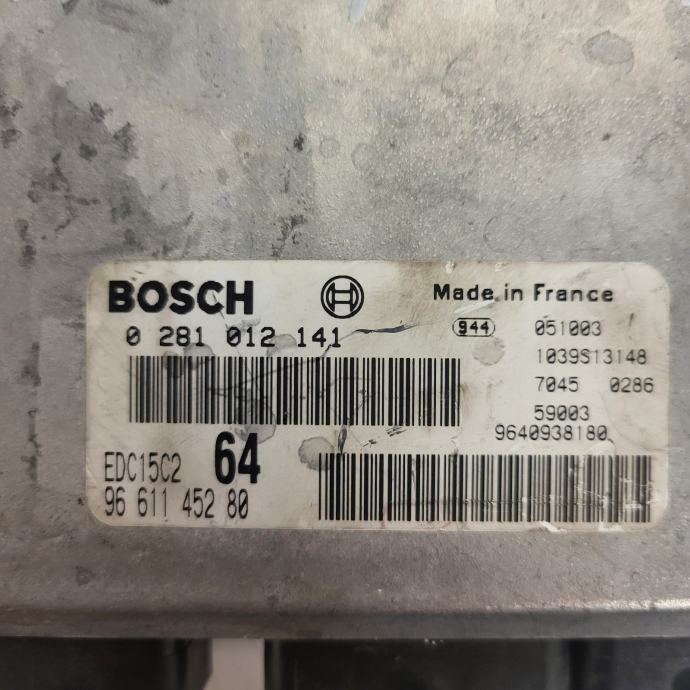 BOSCH Made in France
0 281 012 141 944 051003
1039S13148
7045 0286
59003
9640938180
EDC15C2 64
96 611 452 80